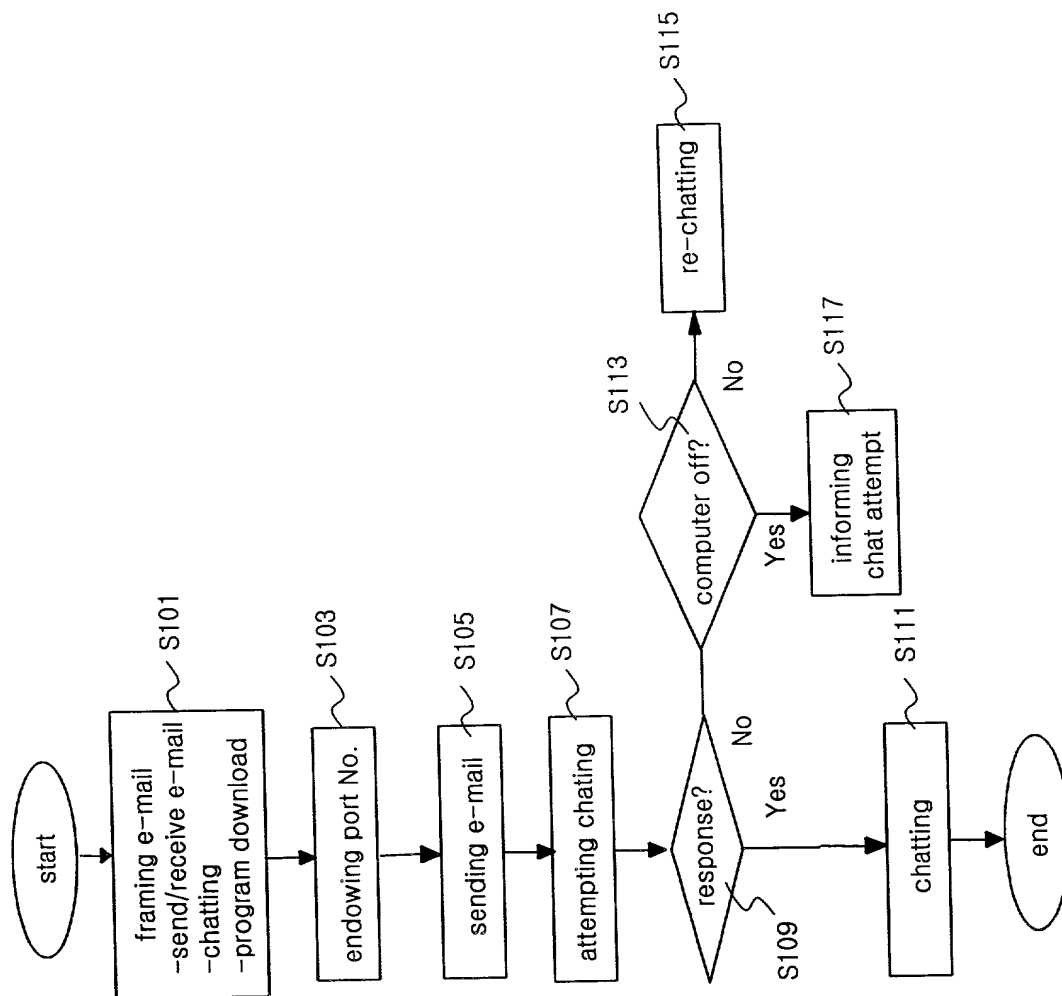 start
framing e-mail
-send/receive e-mail
-chatting
-program download
S101
endowing port No.
S103
sending e-mail
S105
attempting chating
S107
response?
S109
No
Yes
computer off?
S113
No
Yes
re-chatting
S115
informing
chat attempt
S117
chatting
S111
end